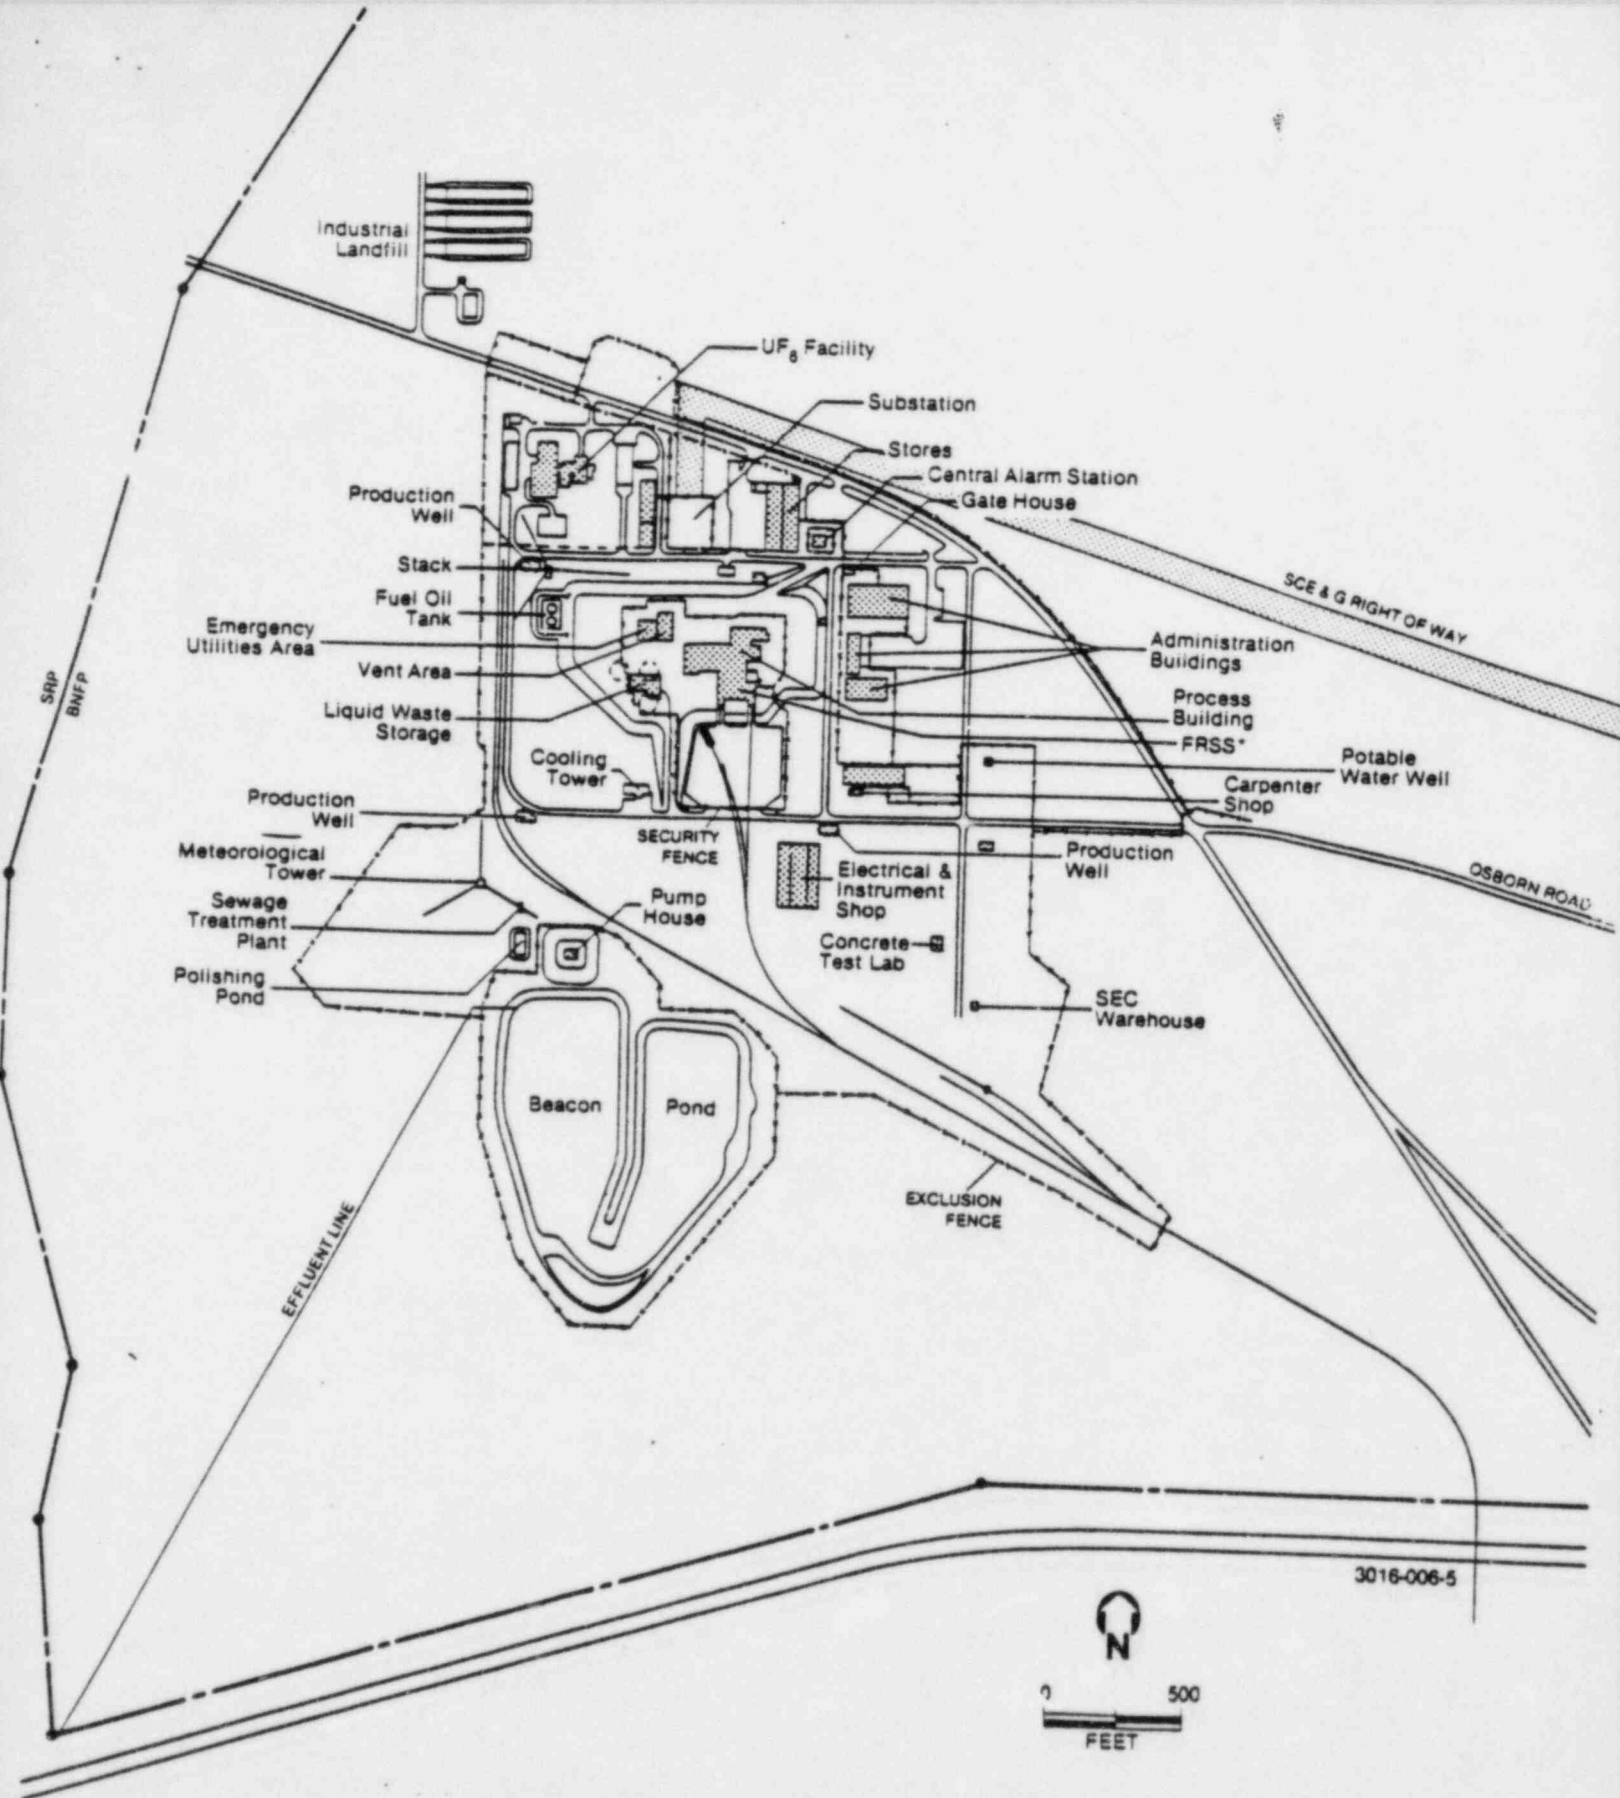 Industrial
Landfill
UF6 Facility
Substation
Stores
Central Alarm Station
Gate House
Production
Well
Stack
Fuel Oil
Tank
Emergency
Utilities Area
Vent Area
Liquid Waste
Storage
SCE & G RIGHT OF WAY
Administration
Buildings
Process
Building
FRSS*
Potable
Water Well
Carpenter
Shop
SRP
BNFP
Cooling
Tower
Production
Well
SECURITY
FENCE
Meteorological
Tower
Production
Well
Electrical &
Instrument
Shop
OSBORN ROAD
Sewage
Treatment
Plant
Pump
House
Concrete
Test Lab
Polishing
Pond
SEC
Warehouse
Beacon Pond
EXCLUSION
FENCE
EFFLUENT LINE
3016-006-5
N
0 500
FEET